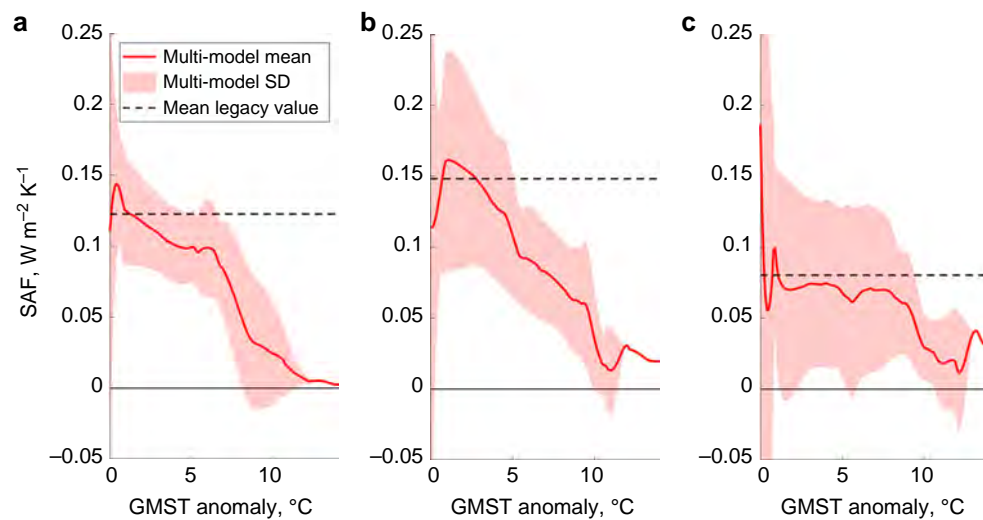 a
b
c
0.25
0.2
0.15
0.1
0.05
0
–0.05
SAF, W m–2 K–1
Multi-model mean
Multi-model SD
Mean legacy value
0 5 10
GMST anomaly, °C
0.25
0.2
0.15
0.1
0.05
0
–0.05
0 5 10
GMST anomaly, °C
0.25
0.2
0.15
0.1
0.05
0
–0.05
0 5 10
GMST anomaly, °C